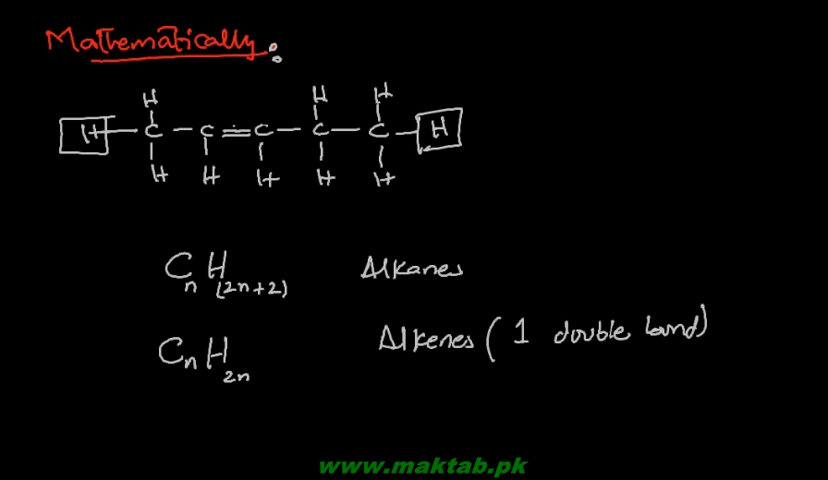 Mathematically:
H H H
H - C - C = C - C - C - H
H H H H H
CnH(2n+2) Alkanes
CnH2n Alkenes (1 double bond)
www.maktab.pk